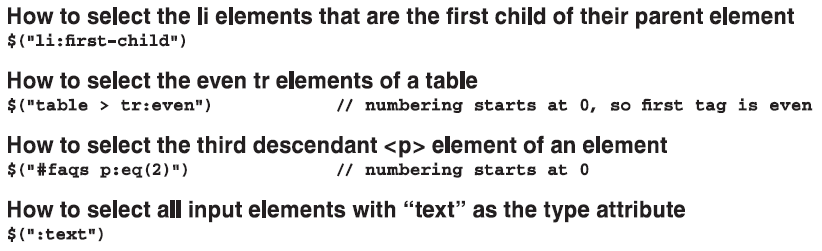 How to select the li elements that are the first child of their parent element
$("li:first-child")
How to select the even tr elements of a table
$("table > tr:even") // numbering starts at 0, so first tag is even
How to select the third descendant <p> element of an element
$("#faqs p:eq(2)") // numbering starts at 0
How to select all input elements with “text” as the type attribute
$(":text")